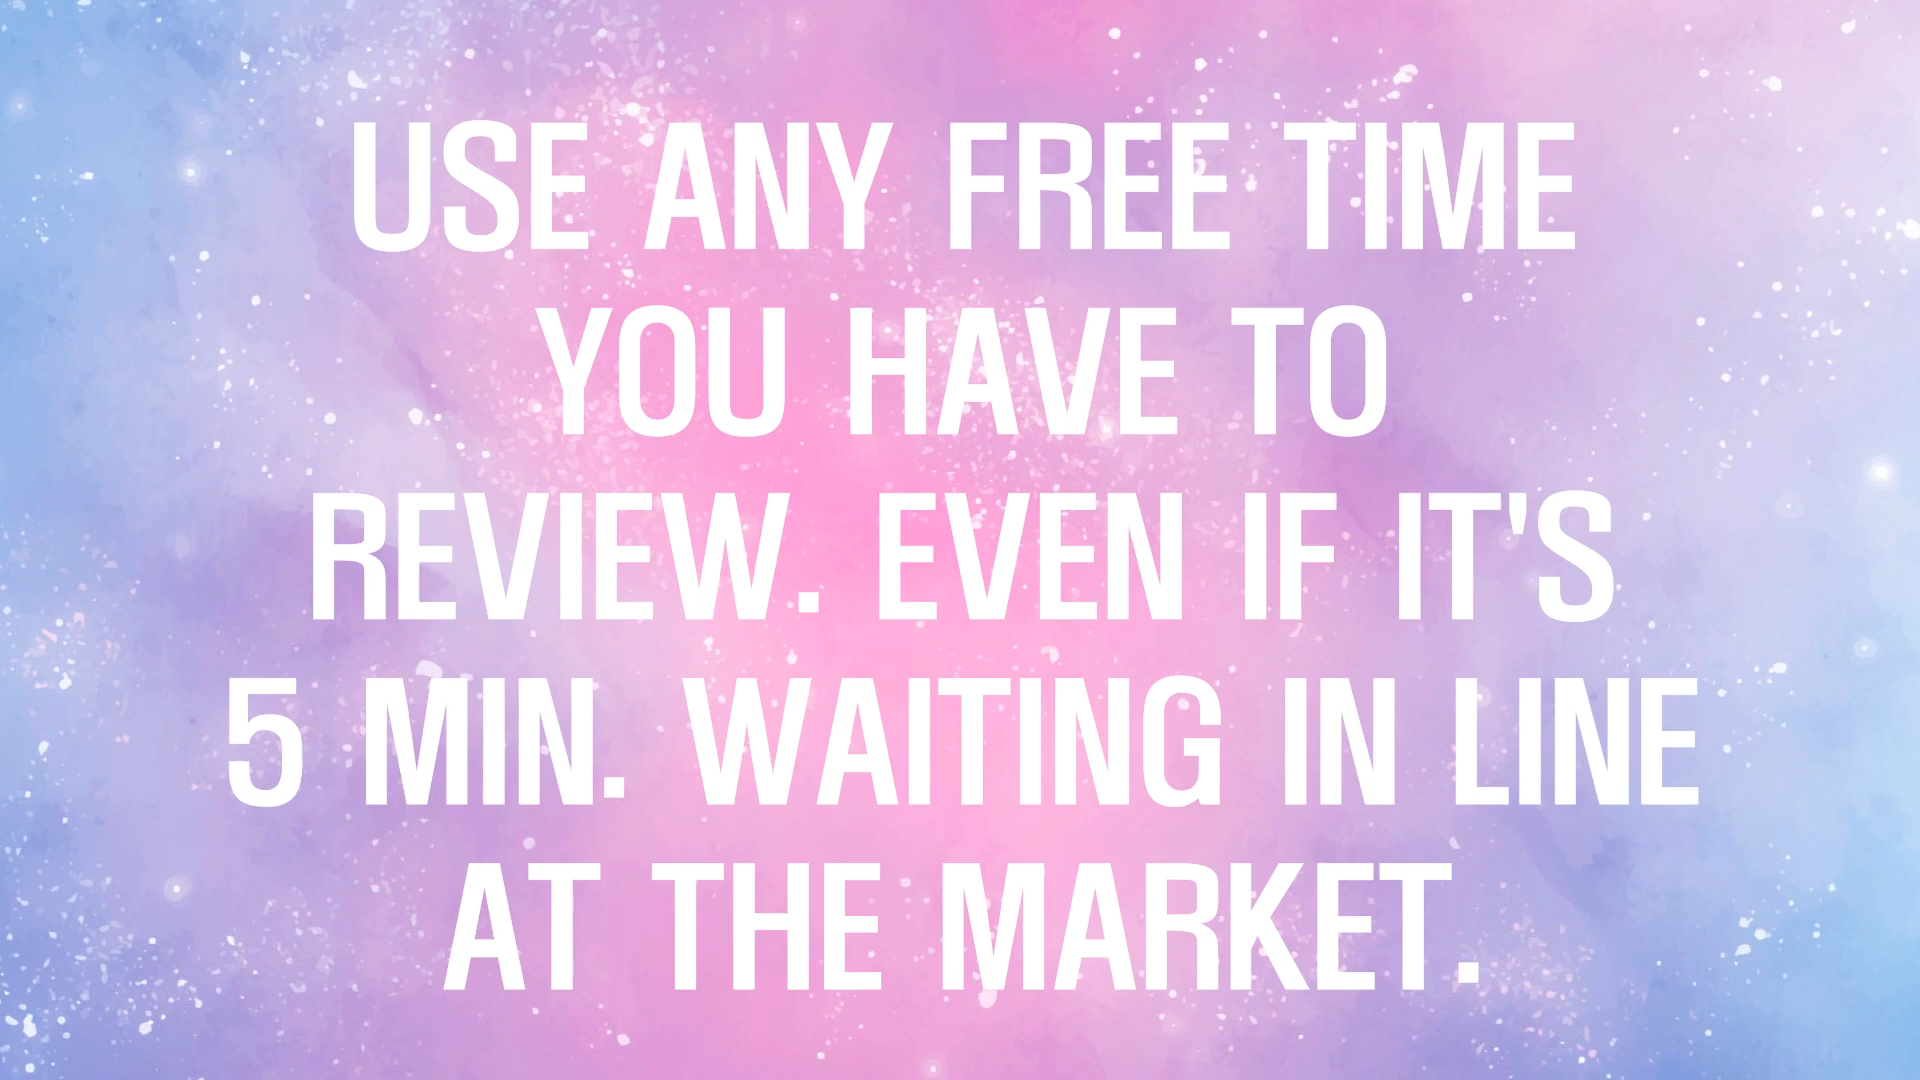 USE ANY FREE TIME
YOU HAVE TO
REVIEW. EVEN IF IT'S
5 MIN. WAITING IN LINE
AT THE MARKET.